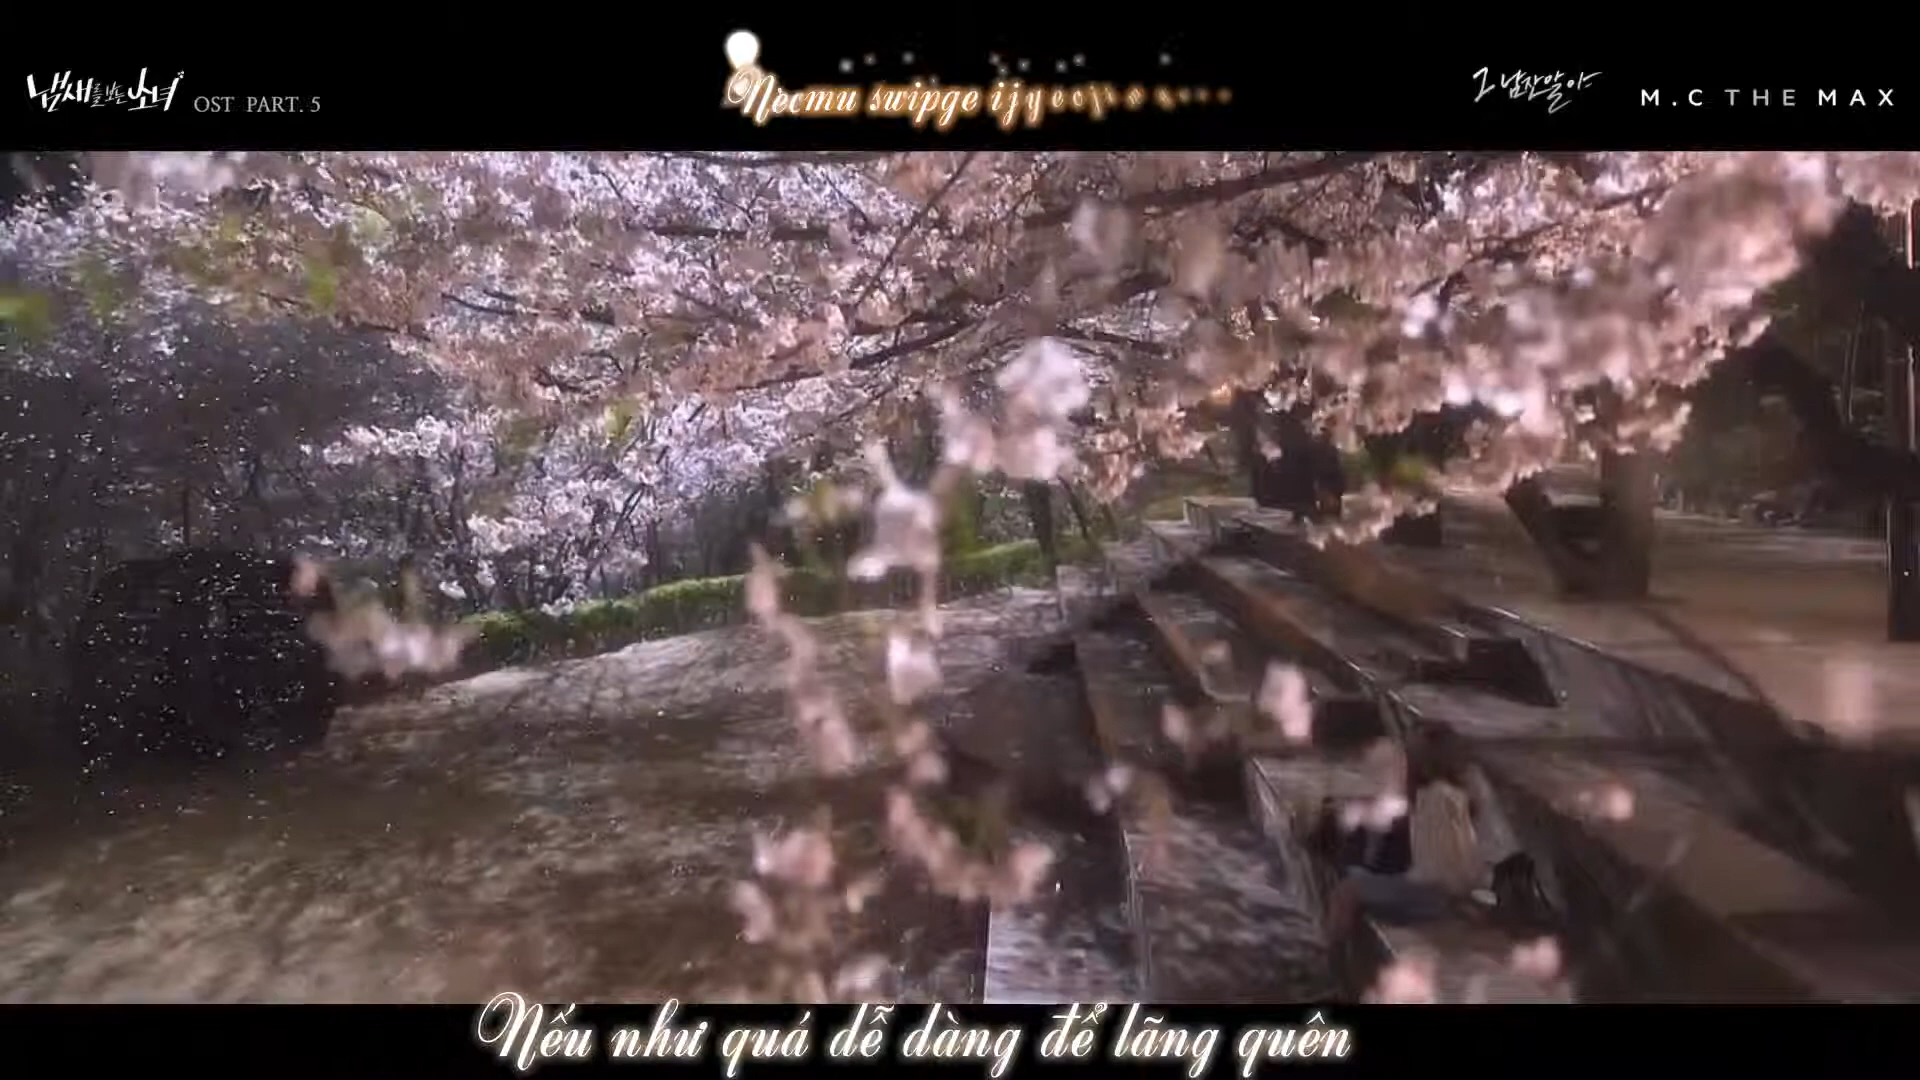 냄새를 보는 소녀 OST PART. 5
Neomu swipge ijyeoji
그 남잔 말야
M.C THE MAX
Nếu như quá dễ dàng để lãng quên